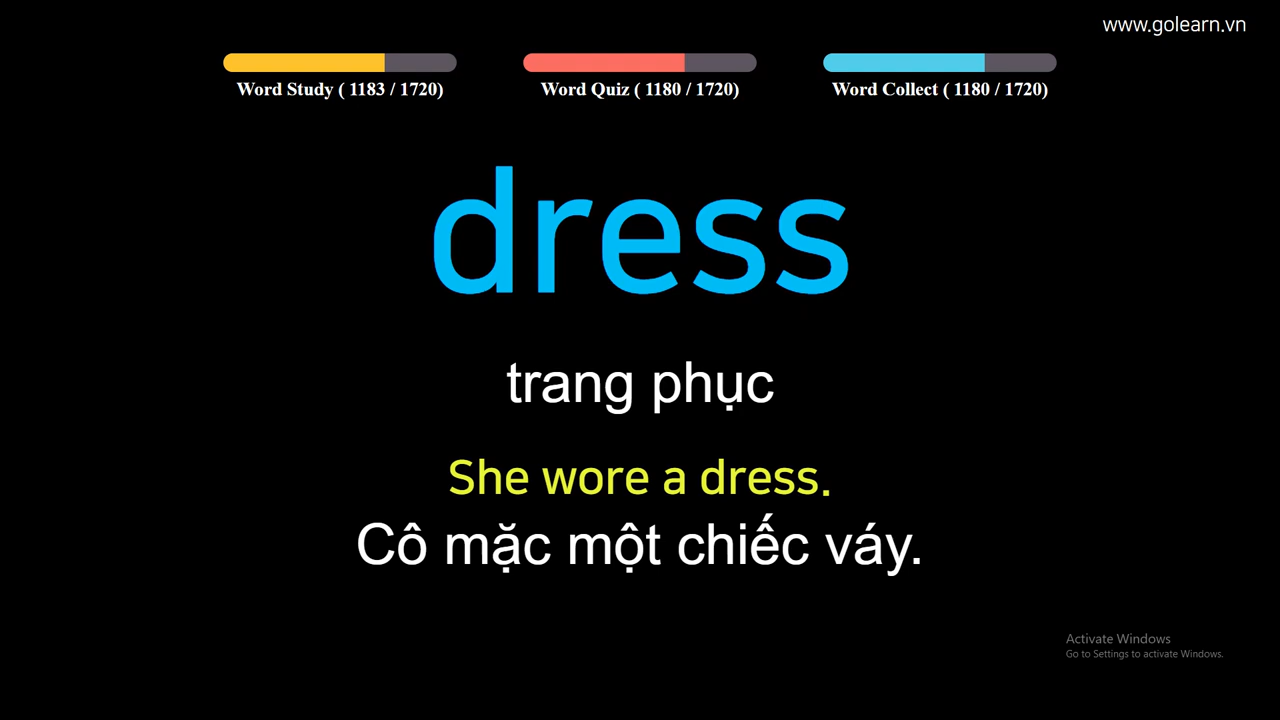 www.golearn.vn
Word Study ( 1183 / 1720)
Word Quiz ( 1180 / 1720)
Word Collect ( 1180 / 1720)
dress
trang phục
She wore a dress.
Cô mặc một chiếc váy.
Activate Windows
Go to Settings to activate Windows.